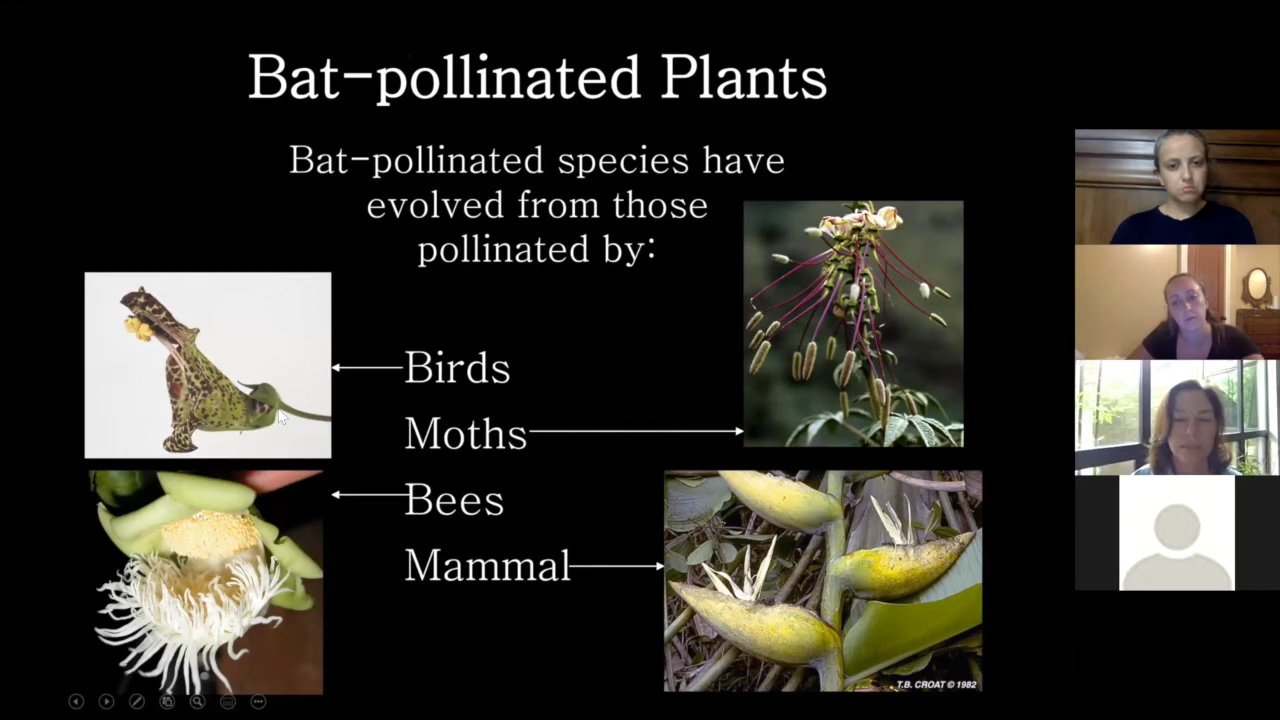 Bat-pollinated Plants
Bat-pollinated species have
evolved from those
pollinated by:
Birds
Moths
Bees
Mammal
T.B. CROAT © 1982